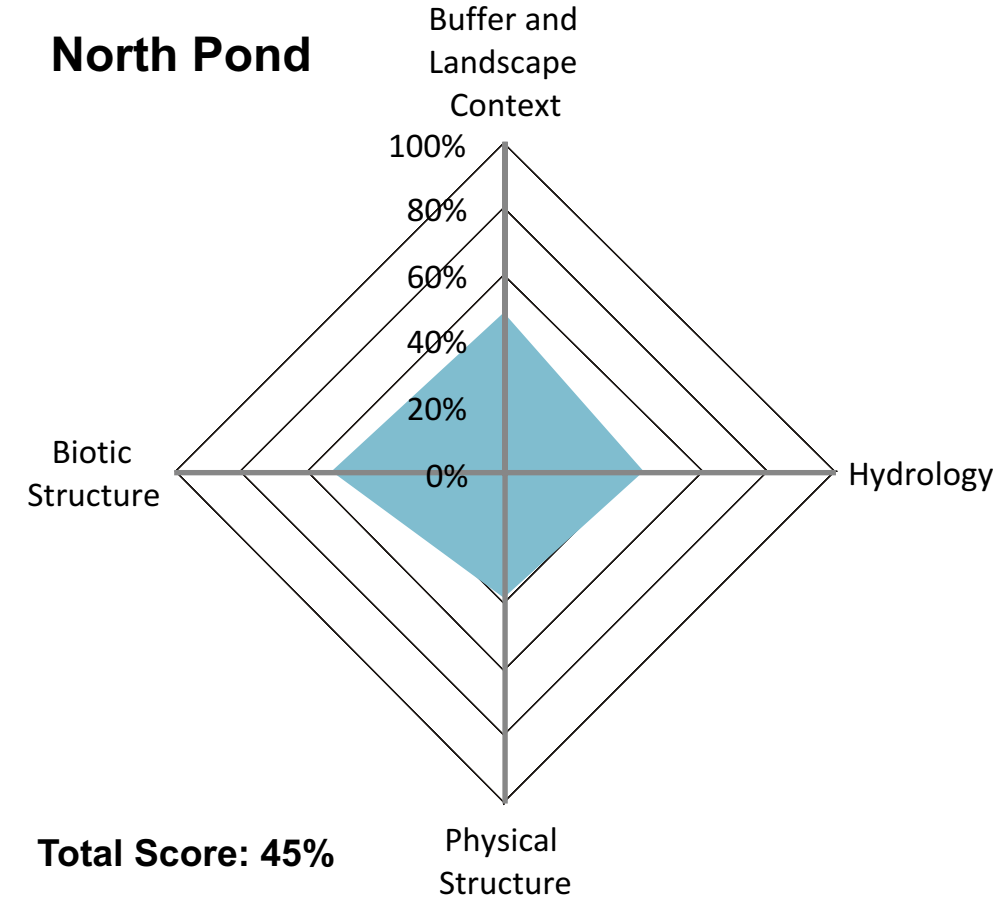 North Pond
Buffer and
Landscape
Context
100%
80%
60%
40%
20%
0%
Biotic
Structure
Hydrology
Physical
Structure
Total Score: 45%